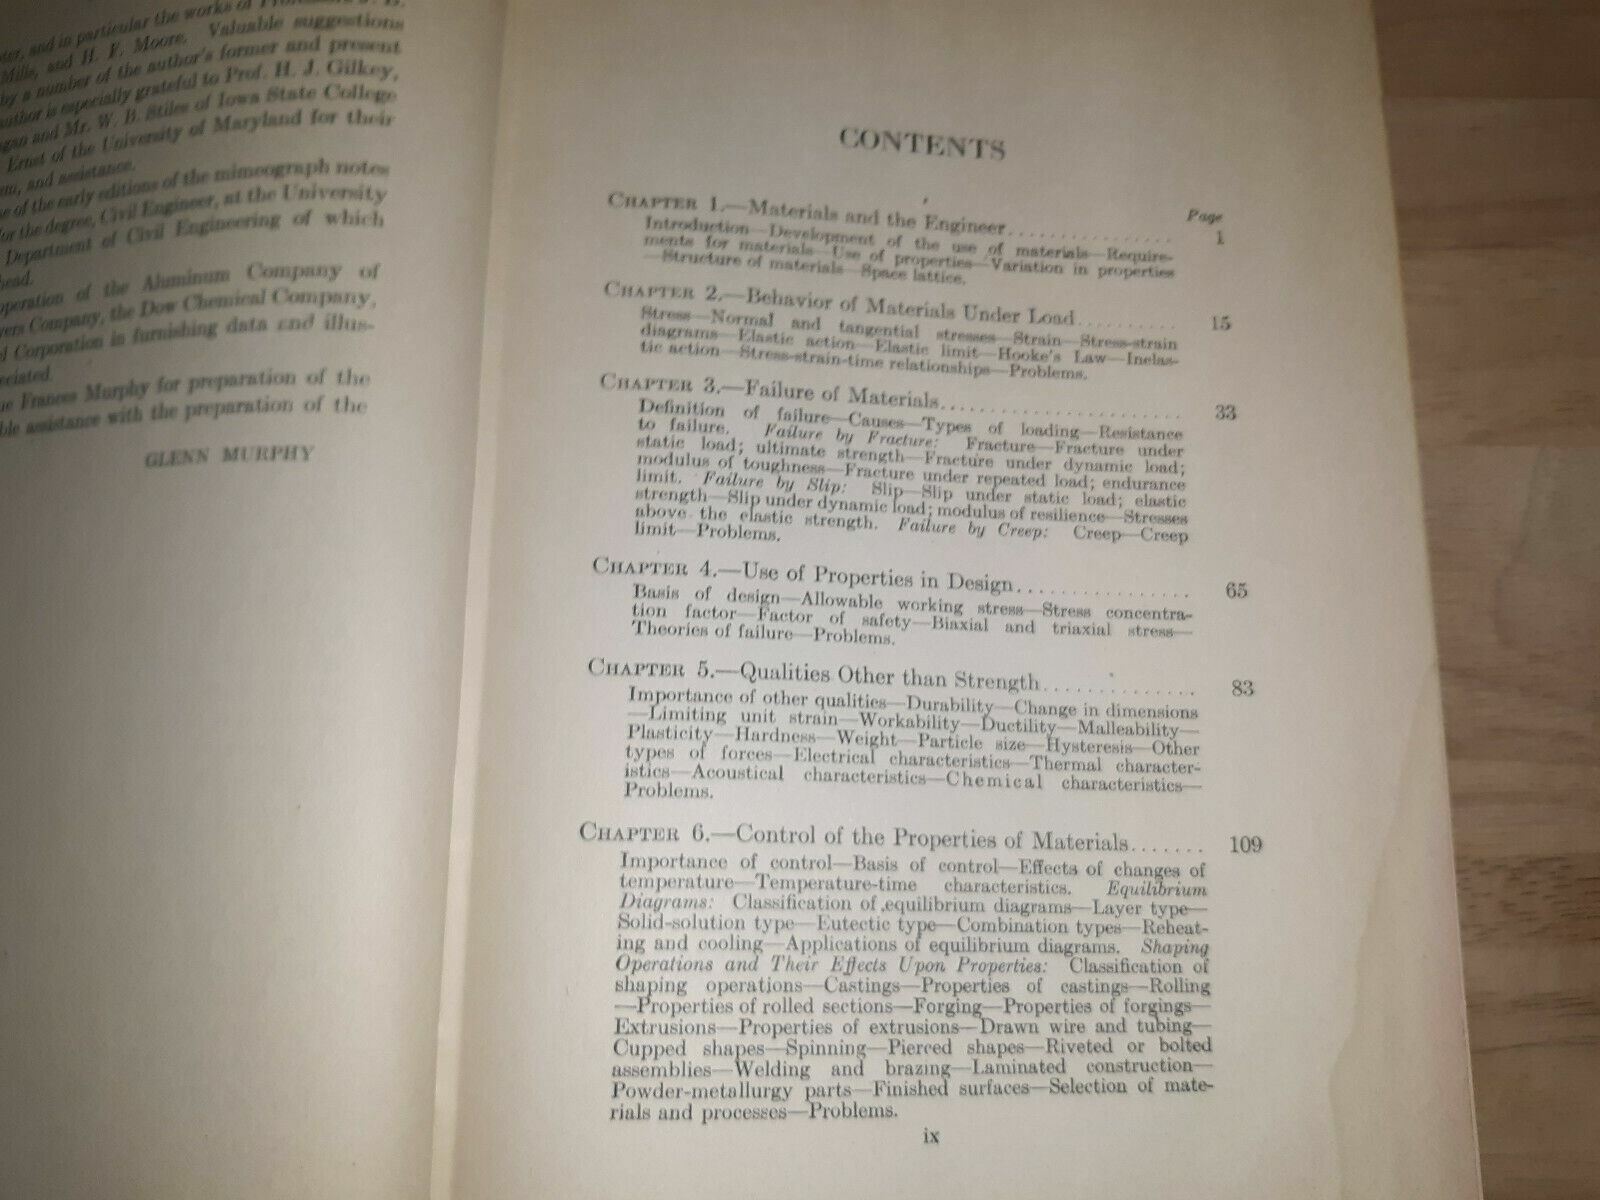 ster, and in particular the works of Professors J. B.
Mills, and H. F. Moore. Valuable suggestions
by a number of the author's former and present
author is especially grateful to Prof. H. J. Gilkey,
gan and Mr. W. B. Stiles of Iowa State College
Ernst of the University of Maryland for their
and assistance.
of the early editions of the mimeograph notes
for the degree, Civil Engineer, at the University
Department of Civil Engineering of which
head.
operation of the Aluminum Company of
yers Company, the Dow Chemical Company,
Corporation in furnishing data and illus-
eciated.
Frances Murphy for preparation of the
ble assistance with the preparation of the
GLENN MURPHY
CONTENTS
Page
CHAPTER 1.—Materials and the Engineer............... 1
Introduction—Development of the use of materials—Require-
ments for materials—Use of properties—Variation in properties
—Structure of materials—Space lattice.
CHAPTER 2.—Behavior of Materials Under Load.......... 15
Stress—Normal and tangential stresses—Strain—Stress-strain
diagrams—Elastic action—Elastic limit—Hooke's Law—Inelas-
tic action—Stress-strain-time relationships—Problems.
CHAPTER 3.—Failure of Materials...................... 33
Definition of failure—Causes—Types of loading—Resistance
to failure. Failure by Fracture: Fracture—Fracture under
static load; ultimate strength—Fracture under dynamic load;
modulus of toughness—Fracture under repeated load; endurance
limit. Failure by Slip: Slip—Slip under static load; elastic
strength—Slip under dynamic load; modulus of resilience—Stresses
above the elastic strength. Failure by Creep: Creep—Creep
limit—Problems.
CHAPTER 4.—Use of Properties in Design................ 65
Basis of design—Allowable working stress—Stress concentra-
tion factor—Factor of safety—Biaxial and triaxial stress—
Theories of failure—Problems.
CHAPTER 5.—Qualities Other than Strength.............. 83
Importance of other qualities—Durability—Change in dimensions
—Limiting unit strain—Workability—Ductility—Malleability—
Plasticity—Hardness—Weight—Particle size—Hysteresis—Other
types of forces—Electrical characteristics—Thermal character-
istics—Acoustical characteristics—Chemical characteristics—
Problems.
CHAPTER 6.—Control of the Properties of Materials....... 109
Importance of control—Basis of control—Effects of changes of
temperature—Temperature-time characteristics. Equilibrium
Diagrams: Classification of equilibrium diagrams—Layer type—
Solid-solution type—Eutectic type—Combination types—Reheat-
ing and cooling—Applications of equilibrium diagrams. Shaping
Operations and Their Effects Upon Properties: Classification of
shaping operations—Castings—Properties of castings—Rolling
—Properties of rolled sections—Forging—Properties of forgings—
Extrusions—Properties of extrusions—Drawn wire and tubing—
Cupped shapes—Spinning—Pierced shapes—Riveted or bolted
assemblies—Welding and brazing—Laminated construction—
Powder-metallurgy parts—Finished surfaces—Selection of mate-
rials and processes—Problems.
ix